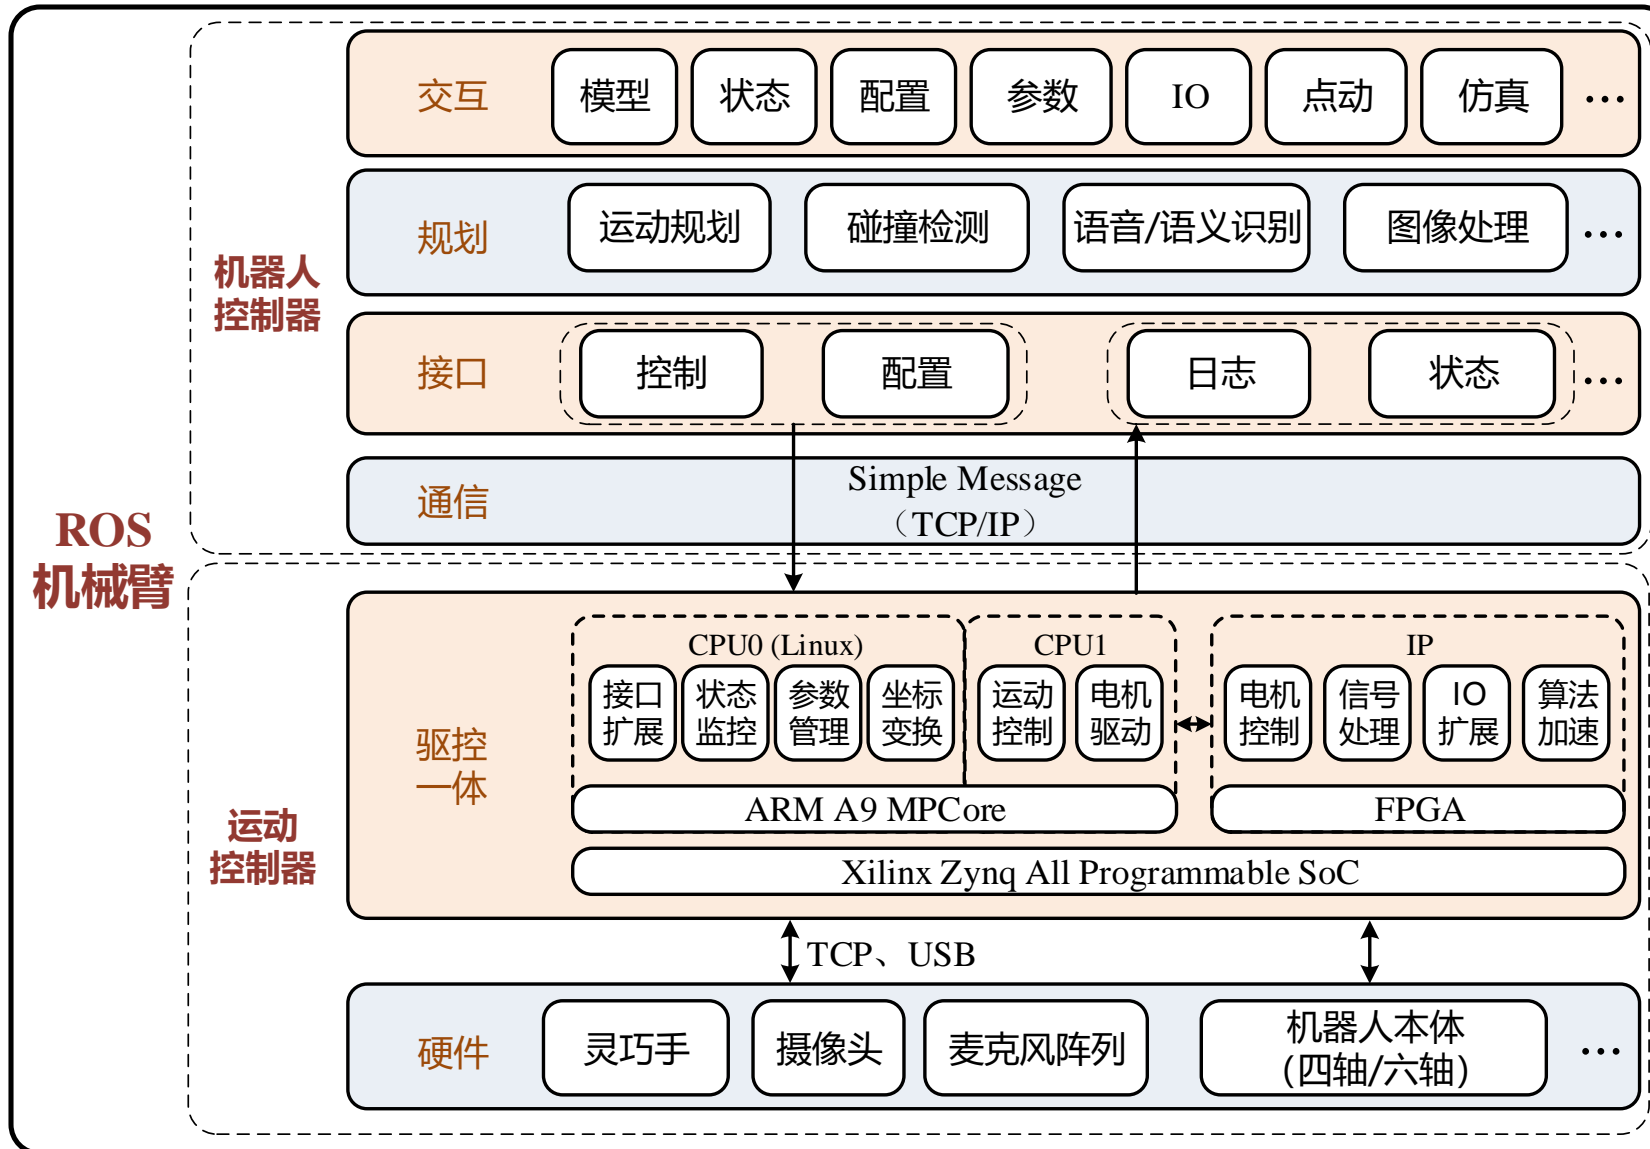 ROS
机械臂
机器人
控制器
交互
模型
状态
配置
参数
IO
点动
仿真
…
规划
运动规划
碰撞检测
语音/语义识别
图像处理
…
接口
控制
配置
日志
状态
…
通信
Simple Message
（TCP/IP）
运动
控制器
驱控
一体
CPU0 (Linux)
接口
扩展
状态
监控
参数
管理
坐标
变换
CPU1
运动
控制
电机
驱动
IP
电机
控制
信号
处理
IO
扩展
算法
加速
ARM A9 MPCore
FPGA
Xilinx Zynq All Programmable SoC
TCP、USB
硬件
灵巧手
摄像头
麦克风阵列
机器人本体
（四轴/六轴）
…